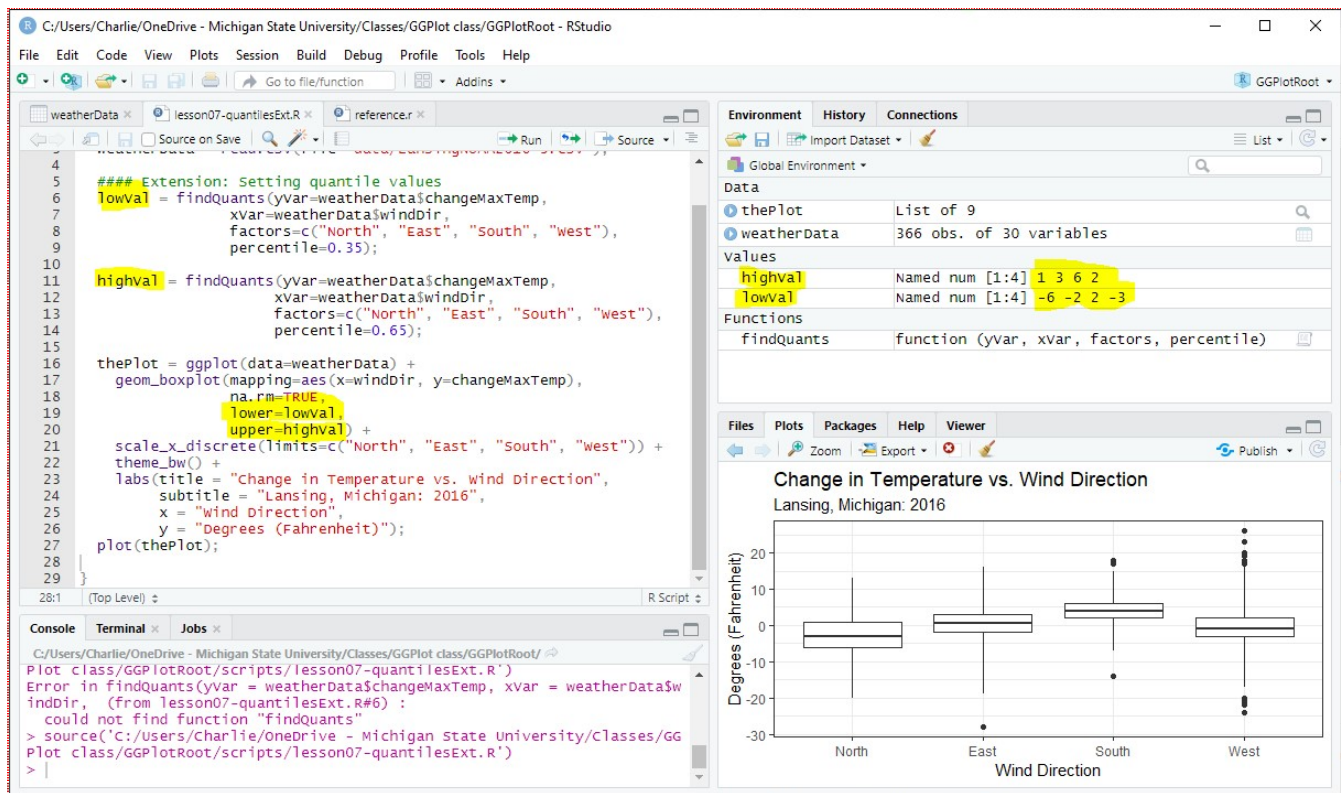 C:/Users/Charlie/OneDrive - Michigan State University/Classes/GGPlot class/GGPlotRoot - RStudio
File Edit Code View Plots Session Build Debug Profile Tools Help
Go to file/function Addins GGPlotRoot
weatherData lesson07-quantilesExt.R reference.r
Source on Save Run Source
4
5 #### Extension: Setting quantile values
6 lowVal = findQuants(yVar=weatherData$changeMaxTemp,
7 xVar=weatherData$windDir,
8 factors=c("North", "East", "South", "West"),
9 percentile=0.35);
10
11 highVal = findQuants(yVar=weatherData$changeMaxTemp,
12 xVar=weatherData$windDir,
13 factors=c("North", "East", "South", "West"),
14 percentile=0.65);
15
16 thePlot = ggplot(data=weatherData) +
17 geom_boxplot(mapping=aes(x=windDir, y=changeMaxTemp),
18 na.rm=TRUE,
19 lower=lowVal,
20 upper=highVal) +
21 scale_x_discrete(limits=c("North", "East", "South", "West")) +
22 theme_bw() +
23 labs(title = "Change in Temperature vs. Wind Direction",
24 subtitle = "Lansing, Michigan: 2016",
25 x = "Wind Direction",
26 y = "Degrees (Fahrenheit)");
27 plot(thePlot);
28
29 }
28:1 (Top Level) R Script
Console Terminal Jobs
C:/Users/Charlie/OneDrive - Michigan State University/Classes/GGPlot class/GGPlotRoot/
Plot class/GGPlotRoot/scripts/lesson07-quantilesExt.R')
Error in findQuants(yVar = weatherData$changeMaxTemp, xVar = weatherData$w
indDir, (from lesson07-quantilesExt.R#6) :
could not find function "findQuants"
> source('C:/Users/Charlie/OneDrive - Michigan State University/Classes/GG
Plot class/GGPlotRoot/scripts/lesson07-quantilesExt.R')
>
Environment History Connections
Import Dataset List
Global Environment
Data
thePlot List of 9
weatherData 366 obs. of 30 variables
Values
highVal Named num [1:4] 1 3 6 2
lowVal Named num [1:4] -6 -2 2 -3
Functions
findQuants function (yVar, xVar, factors, percentile)
Files Plots Packages Help Viewer
Zoom Export Publish
Change in Temperature vs. Wind Direction
Lansing, Michigan: 2016
Degrees (Fahrenheit)
20
10
0
-10
-20
-30
North East South West
Wind Direction